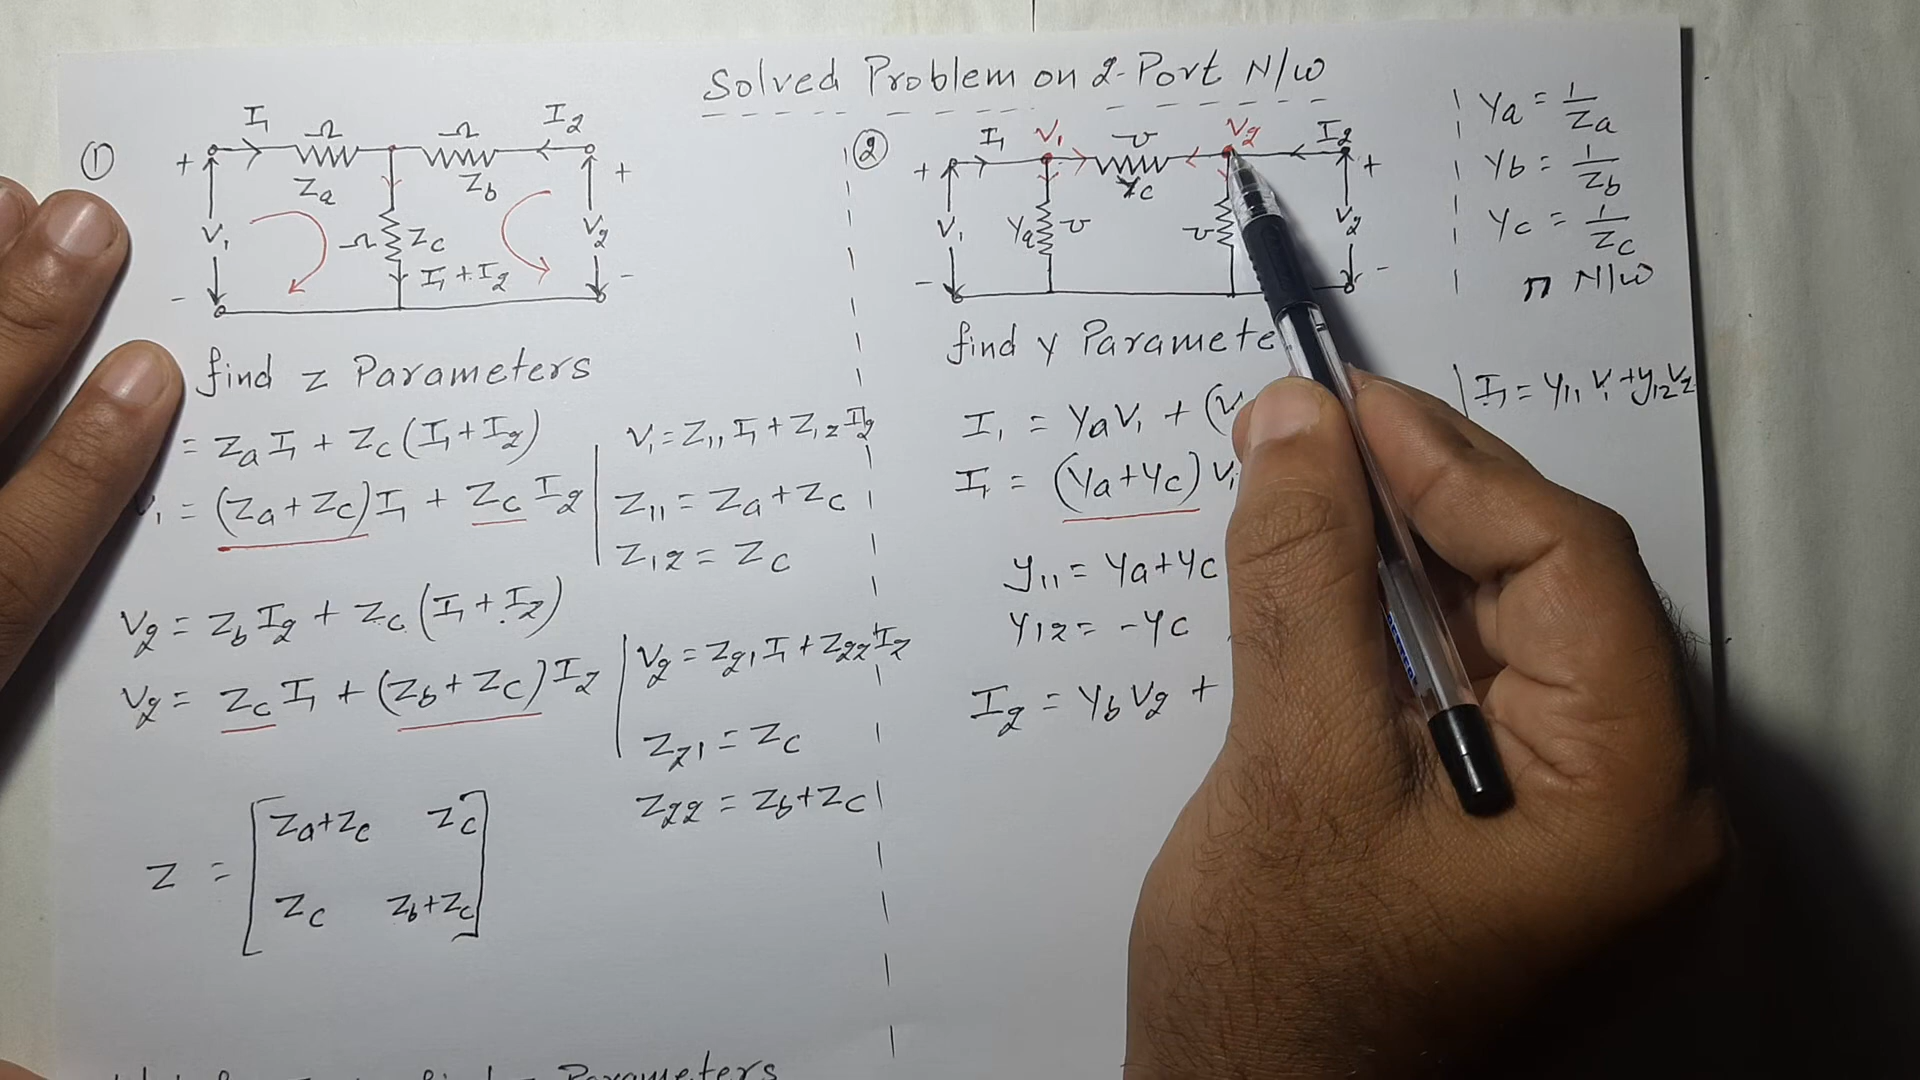 Solved Problem on 2-Port N/W
①
I1 Ω Ω I2
+ Za Zb +
V1 Ω Zc V2
- I1 + I2 -
find z Parameters
= Za I1 + Zc (I1 + I2)
V1 = (Za + Zc) I1 + Zc I2
V1 = Z11 I1 + Z12 I2
Z11 = Za + Zc
Z12 = Zc
V2 = Zb I2 + Zc (I1 + I2)
V2 = Zc I1 + (Zb + Zc) I2
V2 = Z21 I1 + Z22 I2
Z21 = Zc
Z22 = Zb + Zc
Z = [Za+Zc Zc
Zc Zb+Zc]
②
I1 V1 ʊ V2 I2
+ Yc +
V1 Ya ʊ ʊ V2
- -
Ya = 1/Za
Yb = 1/Zb
Yc = 1/Zc
π N/W
find y Paramete
I1 = Ya V1 + (V
I1 = (Ya + Yc) V1
I1 = Y11 V1 + Y12 V2
y11 = Ya + Yc
Y12 = -Yc
I2 = Yb V2 +
Parameters